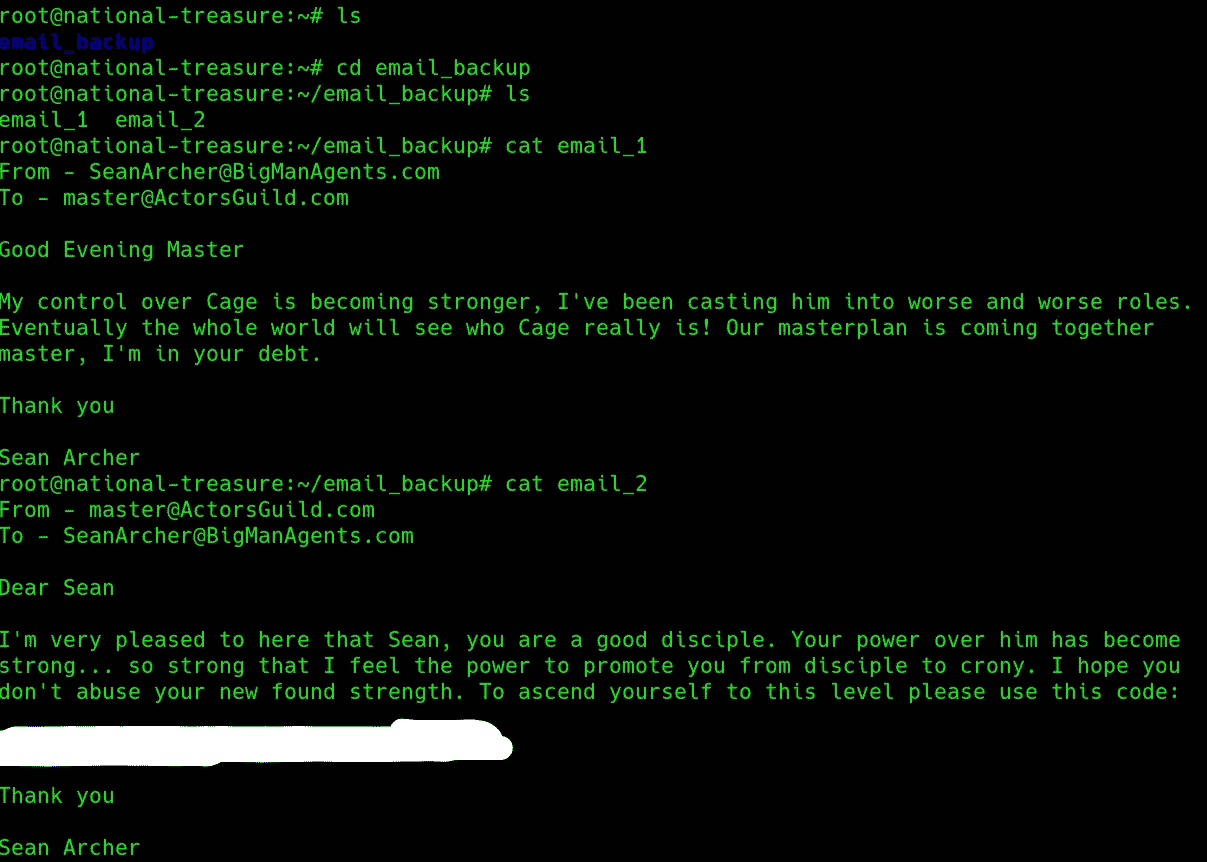 root@national-treasure:~# ls
email_backup
root@national-treasure:~# cd email_backup
root@national-treasure:~/email_backup# ls
email_1  email_2
root@national-treasure:~/email_backup# cat email_1
From - SeanArcher@BigManAgents.com
To - master@ActorsGuild.com
Good Evening Master
My control over Cage is becoming stronger, I've been casting him into worse and worse roles.
Eventually the whole world will see who Cage really is! Our masterplan is coming together
master, I'm in your debt.
Thank you
Sean Archer
root@national-treasure:~/email_backup# cat email_2
From - master@ActorsGuild.com
To - SeanArcher@BigManAgents.com
Dear Sean
I'm very pleased to here that Sean, you are a good disciple. Your power over him has become
strong... so strong that I feel the power to promote you from disciple to crony. I hope you
don't abuse your new found strength. To ascend yourself to this level please use this code:
Thank you
Sean Archer